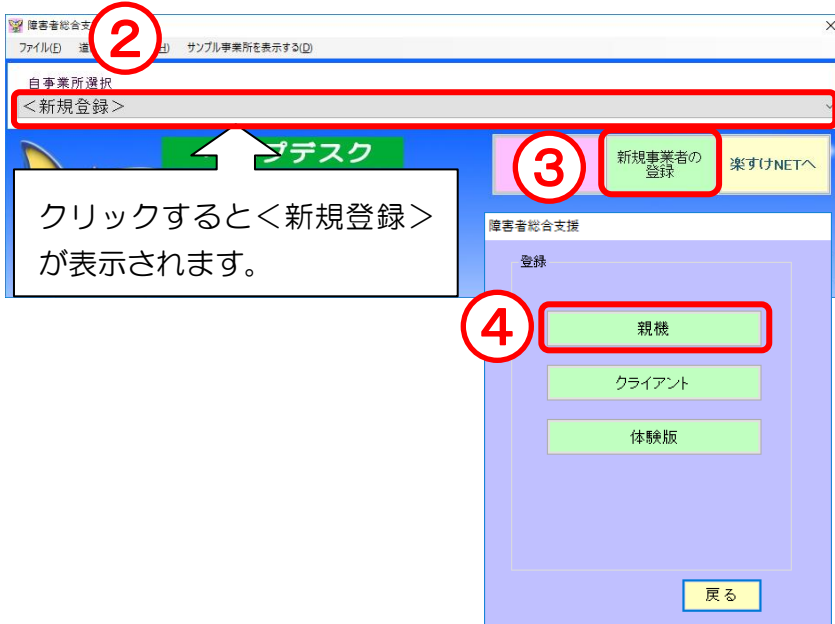 障害者総合支
②
ファイル(F) 道 H) サンプル事業所を表示する(D)
自事業所選択
<新規登録>
プデスク
③
新規事業者の
登録
楽すけNETへ
クリックすると<新規登録>
が表示されます。
障害者総合支援
登録
④
親機
クライアント
体験版
戻る